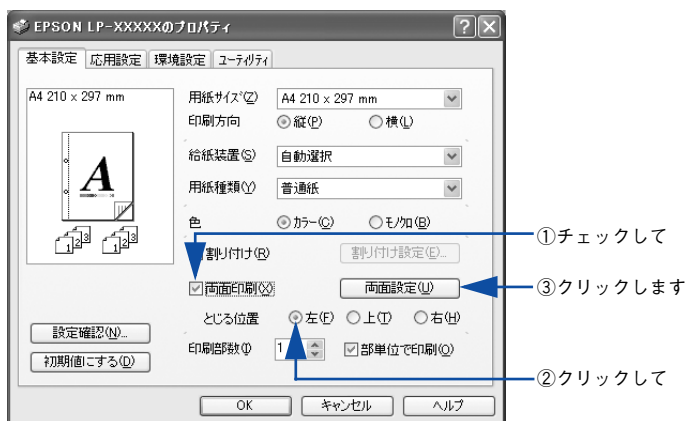 EPSON LP-XXXXXのプロパティ
基本設定 応用設定 環境設定 ユーティリティ
A4 210 x 297 mm
用紙サイズ(Z) A4 210 x 297 mm
印刷方向 縦(P) 横(L)
給紙装置(S) 自動選択
用紙種類(Y) 普通紙
A
1 2 3 1 2 3
色 カラー(C) モノクロ(B)
①チェックして
割り付け(R) 割り付け設定(E)...
両面印刷(X) 両面設定(U)
③クリックします
とじる位置 左(F) 上(T) 右(H)
設定確認(N)...
印刷部数(I) 1 部単位で印刷(O)
初期値にする(D)
②クリックして
OK キャンセル ヘルプ